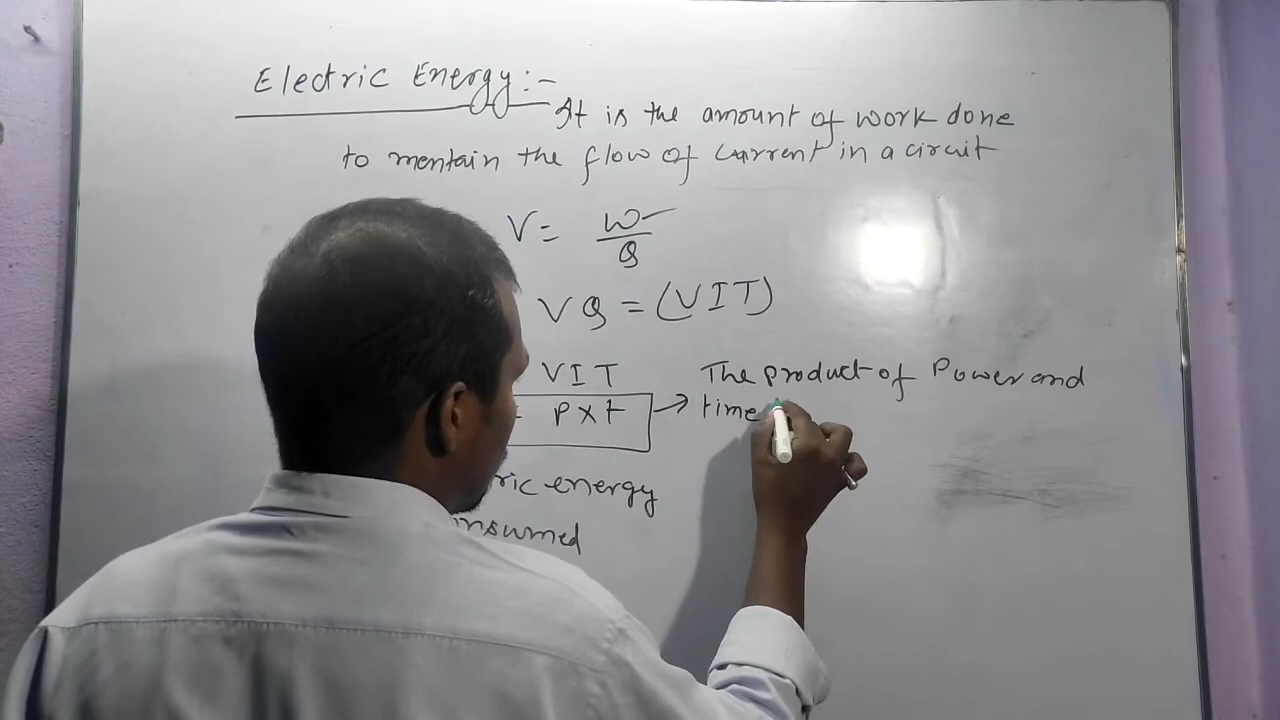 Electric Energy:-
It is the amount of work done
to mentain the flow of current in a circuit
V = W
Q
VQ = (VIT)
VIT
P x t → The product of Power and
time
ric energy
nsumed